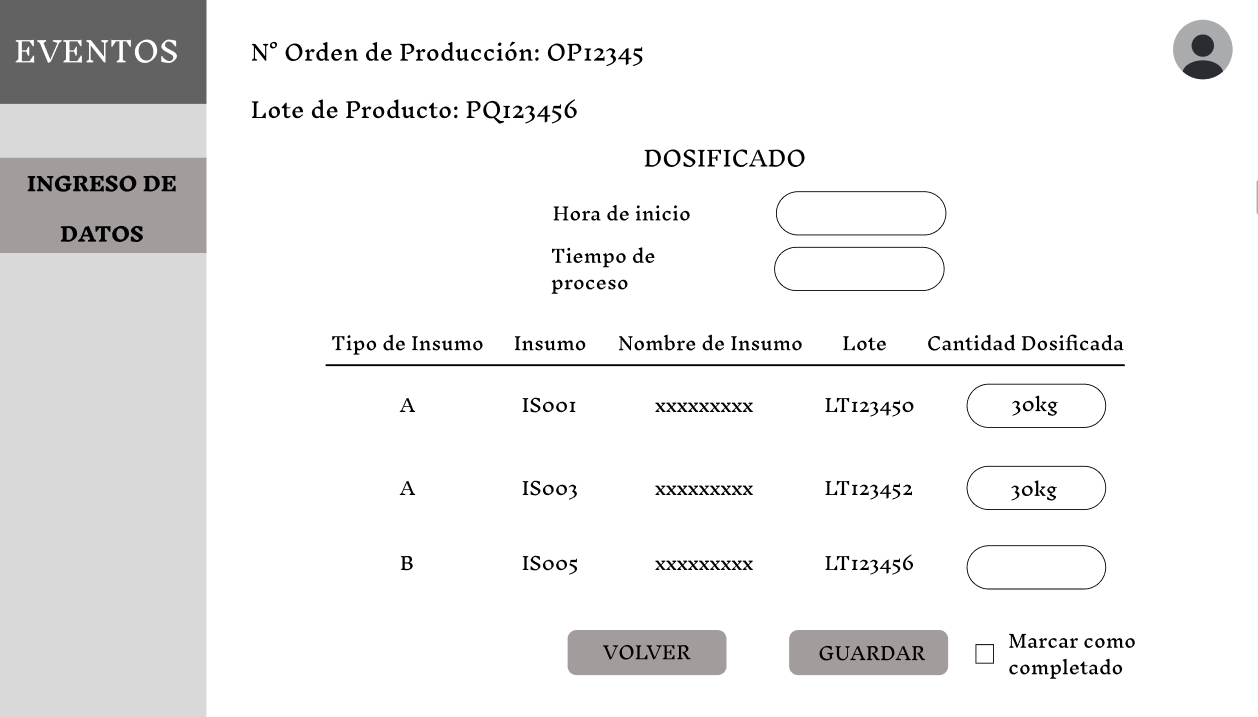 EVENTOS
INGRESO DE
DATOS
N° Orden de Producción: OP12345
Lote de Producto: PQ123456
DOSIFICADO
Hora de inicio
Tiempo de
proceso
Tipo de Insumo Insumo Nombre de Insumo Lote Cantidad Dosificada
A IS001 xxxxxxxxx LT123450 30kg
A IS003 xxxxxxxxx LT123452 30kg
B IS005 xxxxxxxxx LT123456
VOLVER GUARDAR Marcar como
completado